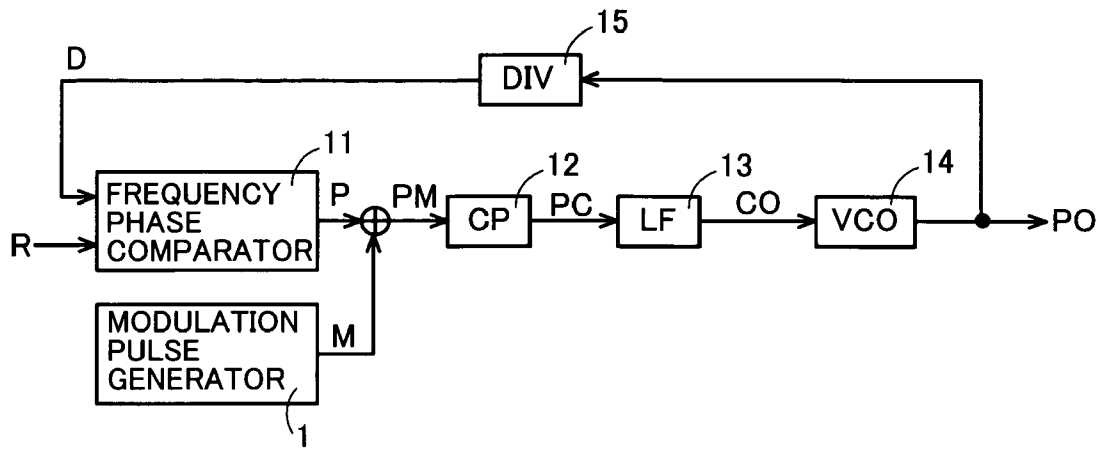 15
D
DIV
11
12
13
14
FREQUENCY
PHASE
COMPARATOR
P
PM
CP
PC
LF
CO
VCO
PO
R
MODULATION
PULSE
GENERATOR
M
1